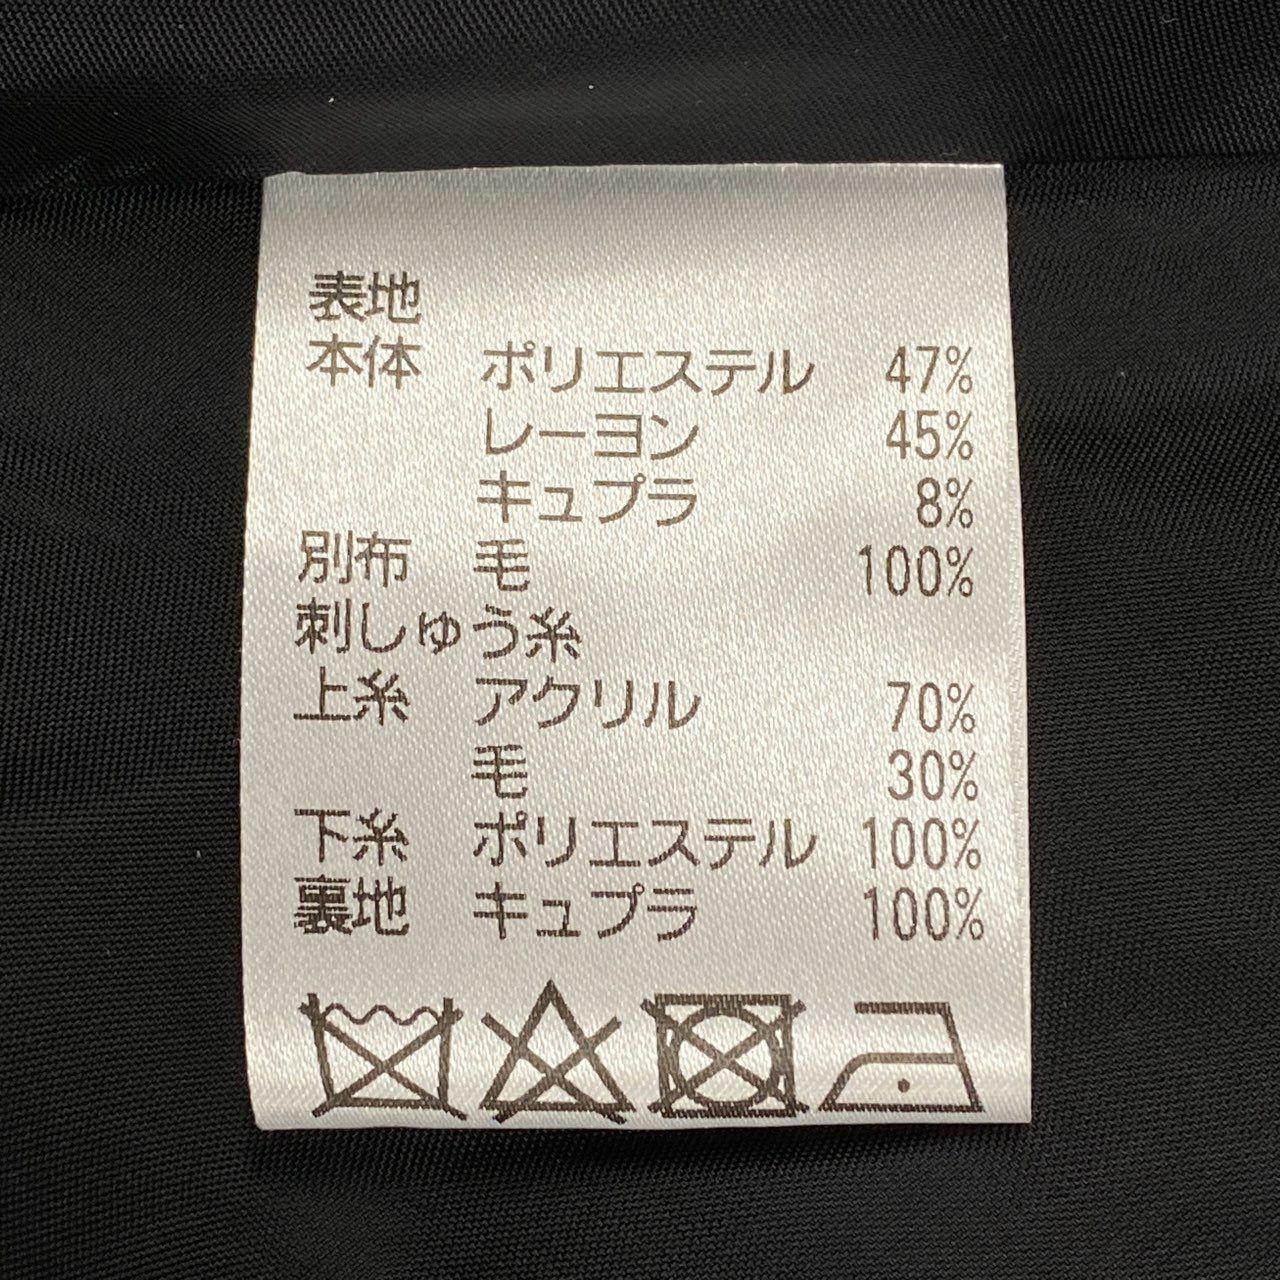 表地
本体 ポリエステル 47%
レーヨン 45%
キュプラ 8%
別布 毛 100%
刺しゅう糸
上糸 アクリル 70%
毛 30%
下糸 ポリエステル 100%
裏地 キュプラ 100%